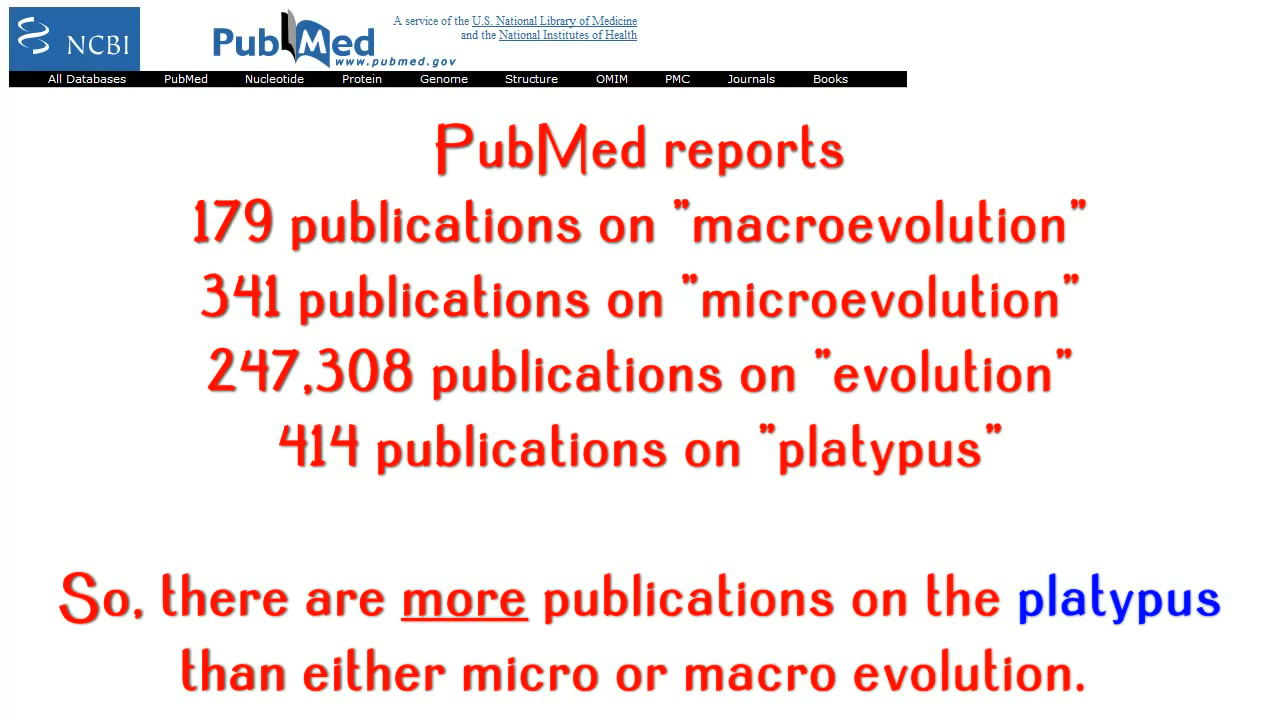 NCBI
PubMed
www.pubmed.gov
A service of the U.S. National Library of Medicine
and the National Institutes of Health
All Databases PubMed Nucleotide Protein Genome Structure OMIM PMC Journals Books
PubMed reports
179 publications on "macroevolution"
341 publications on "microevolution"
247,308 publications on "evolution"
414 publications on "platypus"
So, there are more publications on the platypus
than either micro or macro evolution.